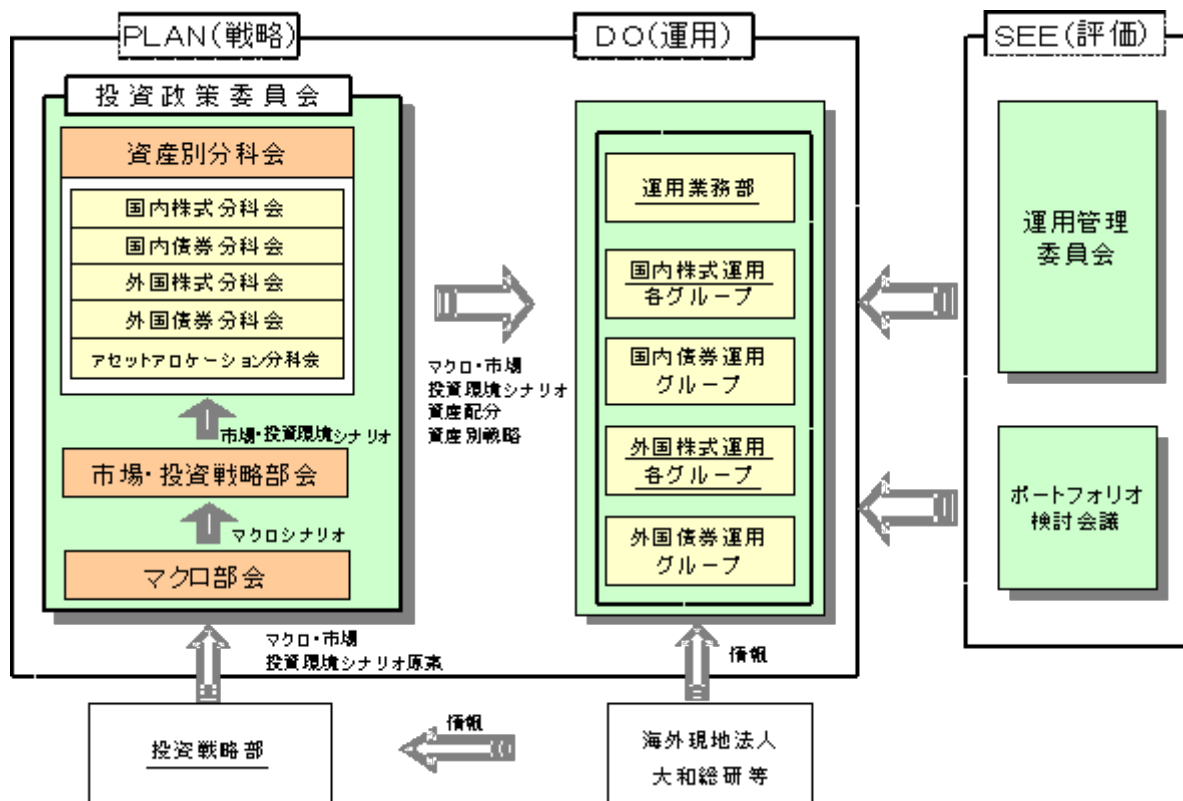 PLAN(戦略)
DO(運用)
SEE(評価)
投資政策委員会
資産別分科会
国内株式分科会
国内債券分科会
外国株式分科会
外国債券分科会
アセットアロケーション分科会
市場・投資環境シナリオ
市場・投資戦略部会
マクロシナリオ
マクロ部会
マクロ・市場
投資環境シナリオ
資産配分
資産別戦略
運用業務部
国内株式運用
各グループ
国内債券運用
グループ
外国株式運用
各グループ
外国債券運用
グループ
運用管理
委員会
ポートフォリオ
検討会議
マクロ・市場
投資環境シナリオ原案
情報
投資戦略部
情報
海外現地法人
大和総研等